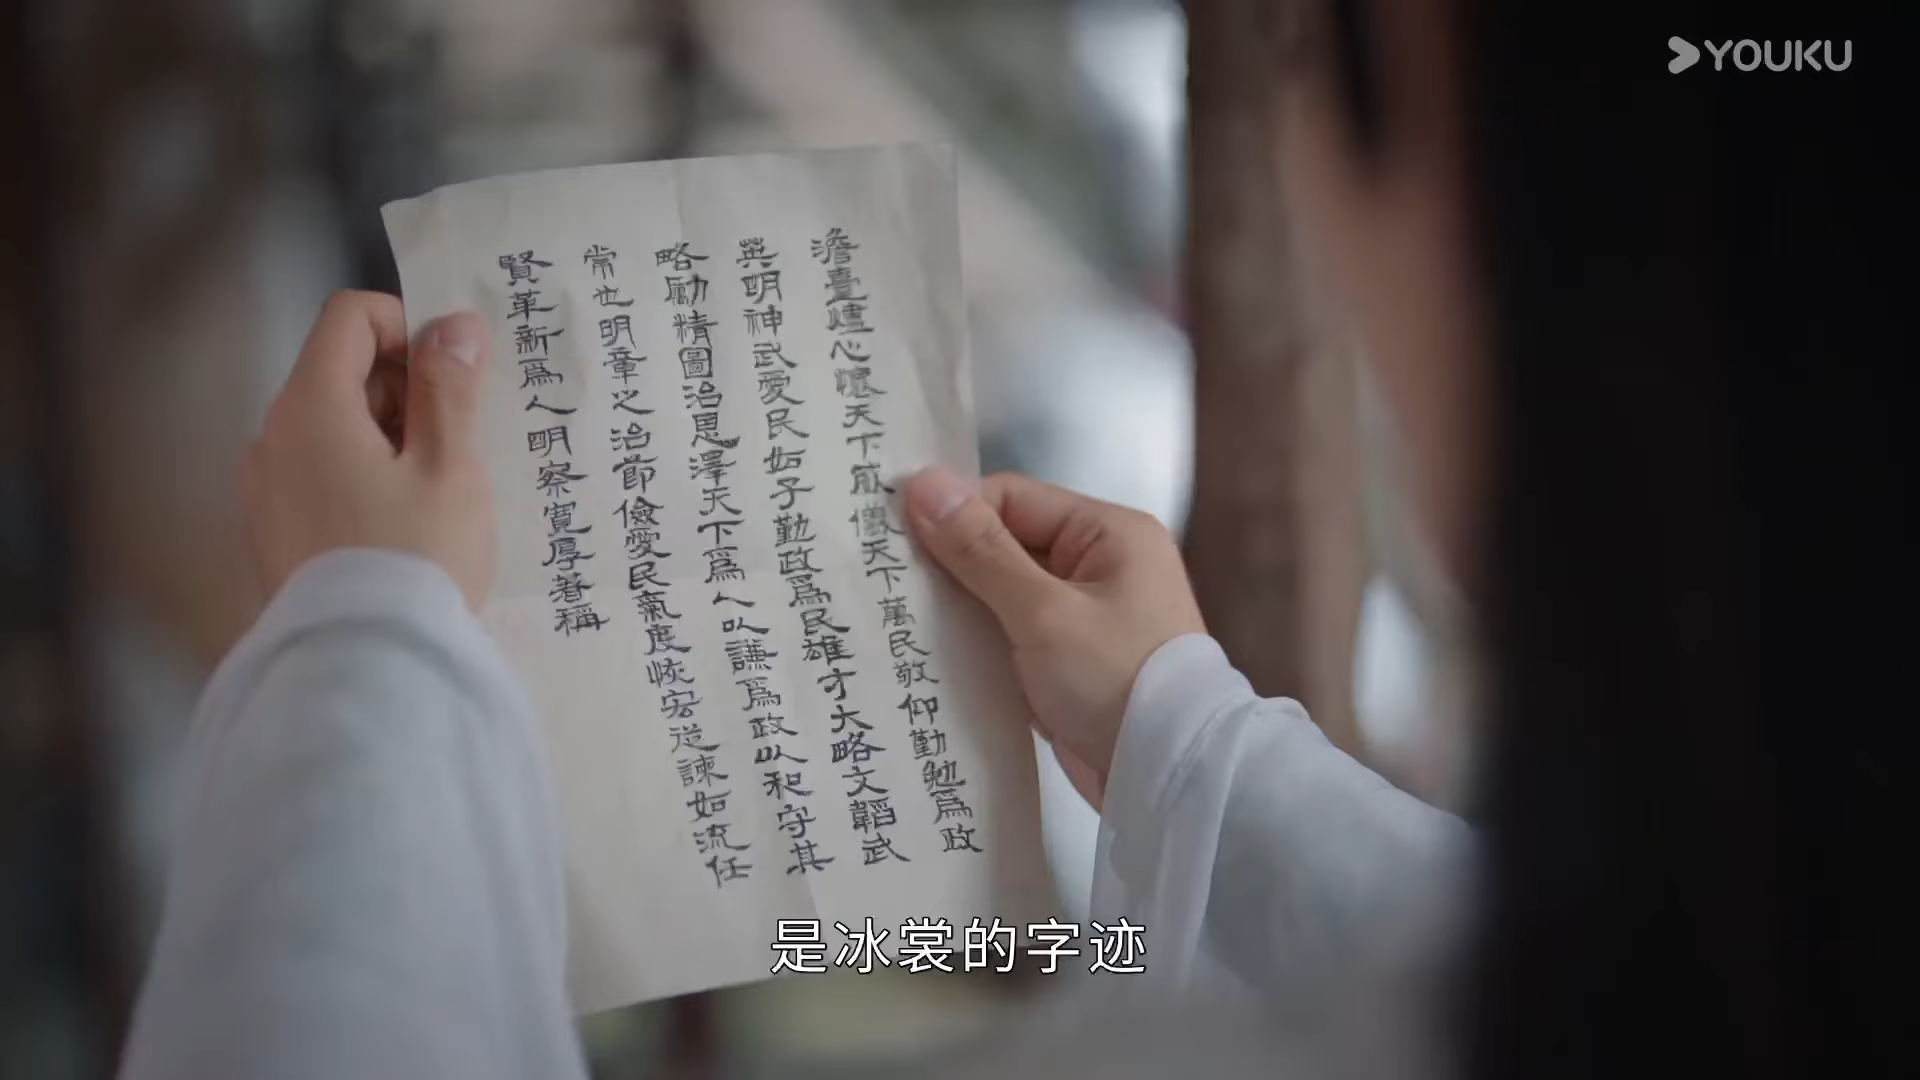 YOUKU
澹臺燼心懷天下威儀天下萬民敬仰勤勉爲政
英明神武愛民如子勤政爲民雄才大略文韜武
略勵精圖治恩澤天下爲人以謙爲政以和守其
常也明章之治節儉愛民氣度恢宏從諫如流任
賢革新爲人明察寬厚著稱
是冰裳的字迹